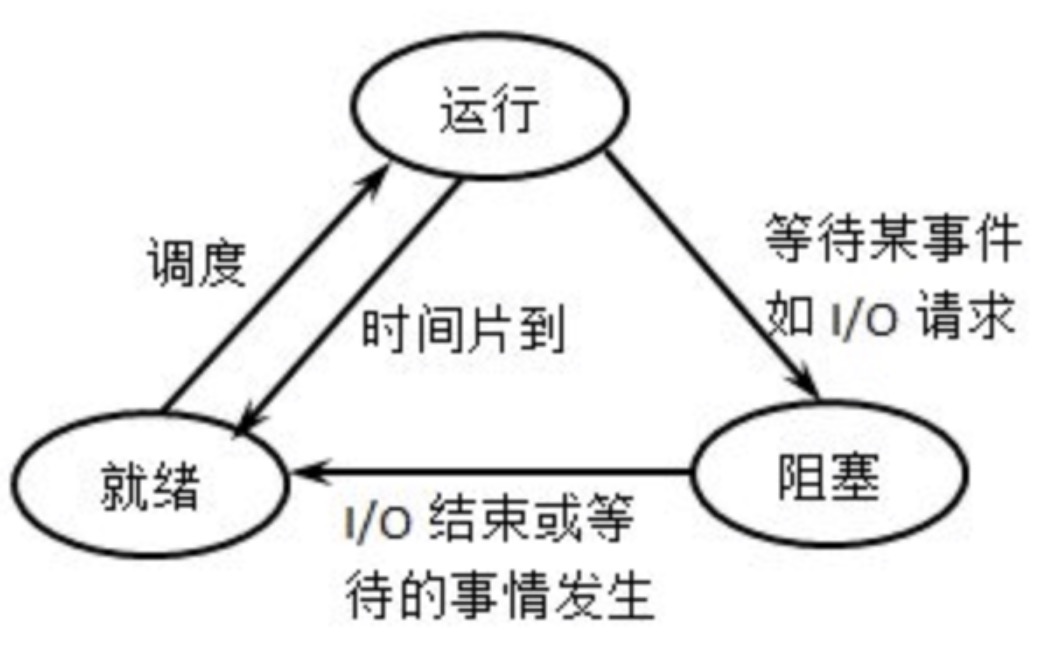 运行
调度
时间片到
等待某事件
如 I/O 请求
就绪
阻塞
I/O 结束或等
待的事情发生